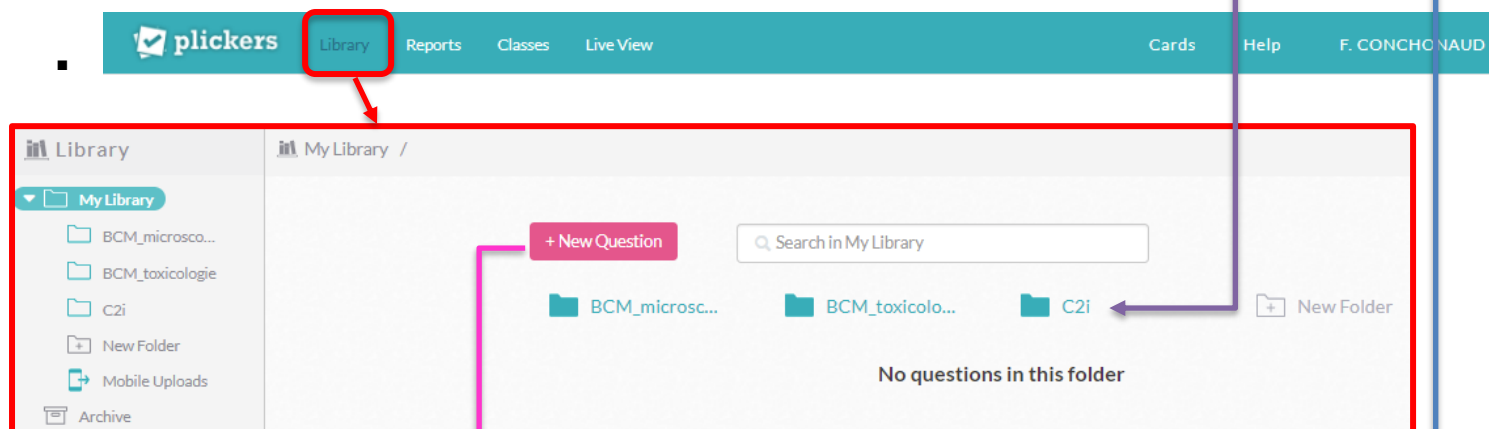 plickers Library Reports Classes Live View Cards Help F. CONCHONAUD
Library
My Library
BCM_microsco...
BCM_toxicologie
C2i
New Folder
Mobile Uploads
Archive
My Library /
+ New Question
Search in My Library
BCM_microsc... BCM_toxicolo... C2i New Folder
No questions in this folder